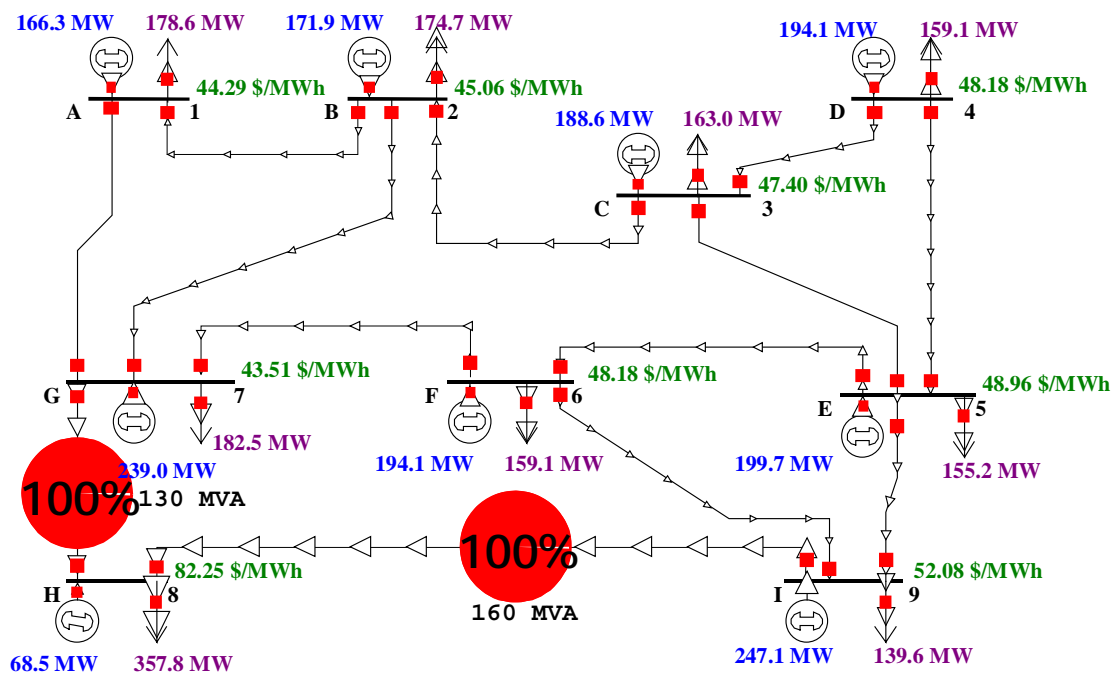 166.3 MW 178.6 MW 171.9 MW 174.7 MW 194.1 MW 159.1 MW
44.29 $/MWh 45.06 $/MWh 48.18 $/MWh
A 1 B 2 D 4
188.6 MW 163.0 MW
47.40 $/MWh
C 3
43.51 $/MWh 48.18 $/MWh 48.96 $/MWh
G 7 F 6 E 5
182.5 MW
239.0 MW 194.1 MW 159.1 MW 199.7 MW 155.2 MW
100% 130 MVA
100%
82.25 $/MWh 52.08 $/MWh
H 8 I 9
160 MVA
68.5 MW 357.8 MW 247.1 MW 139.6 MW